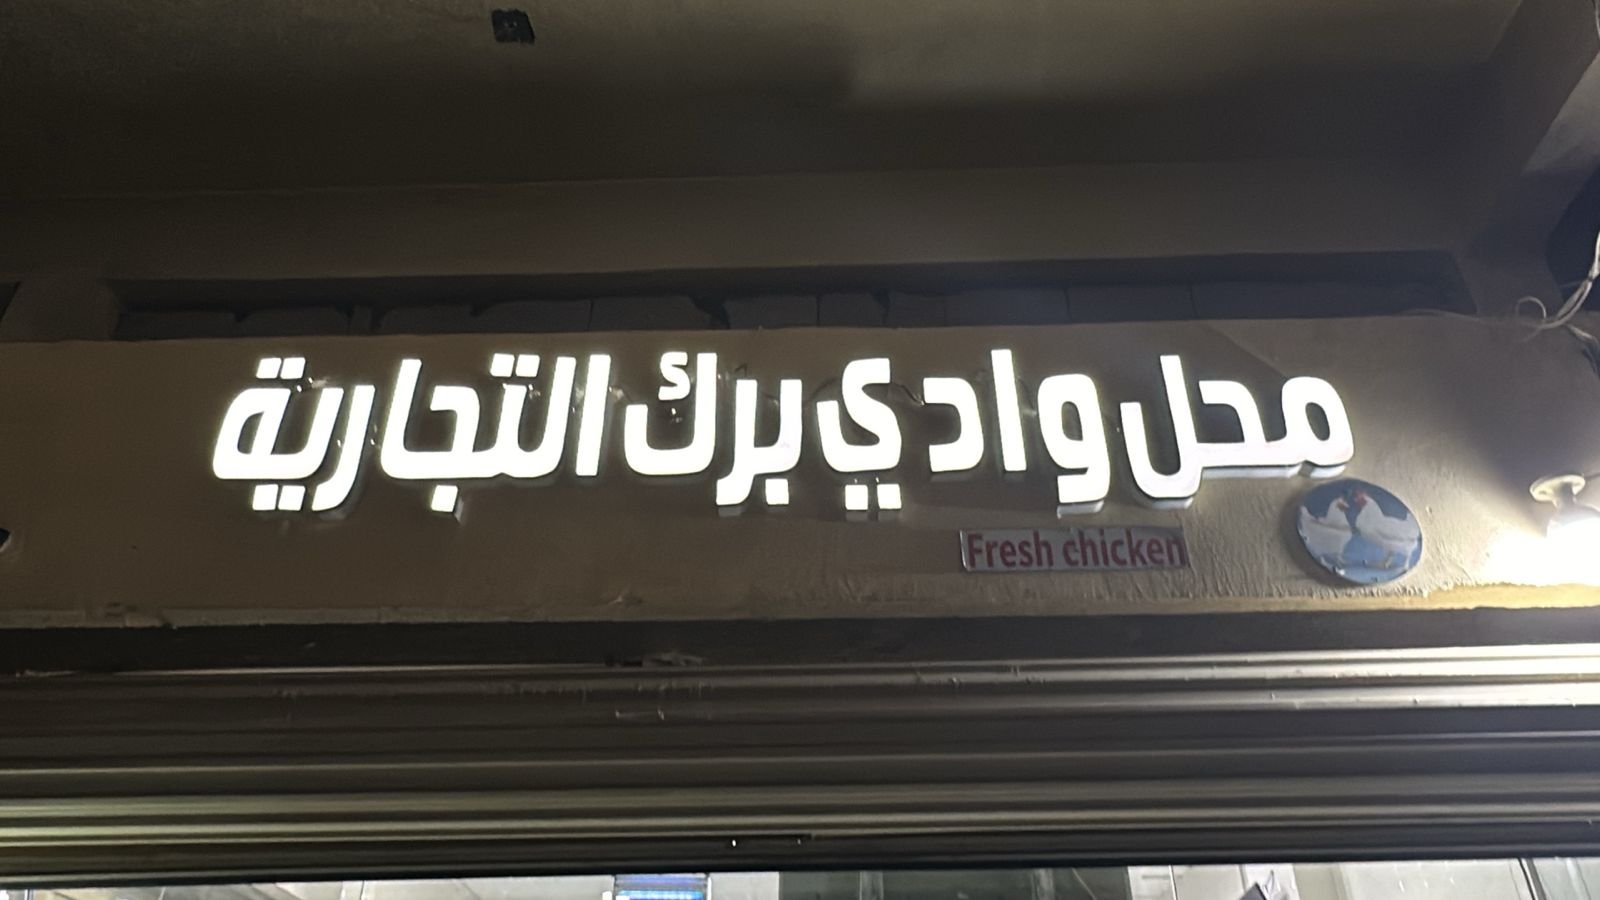 محل وادي برك التجارية
Fresh chicken